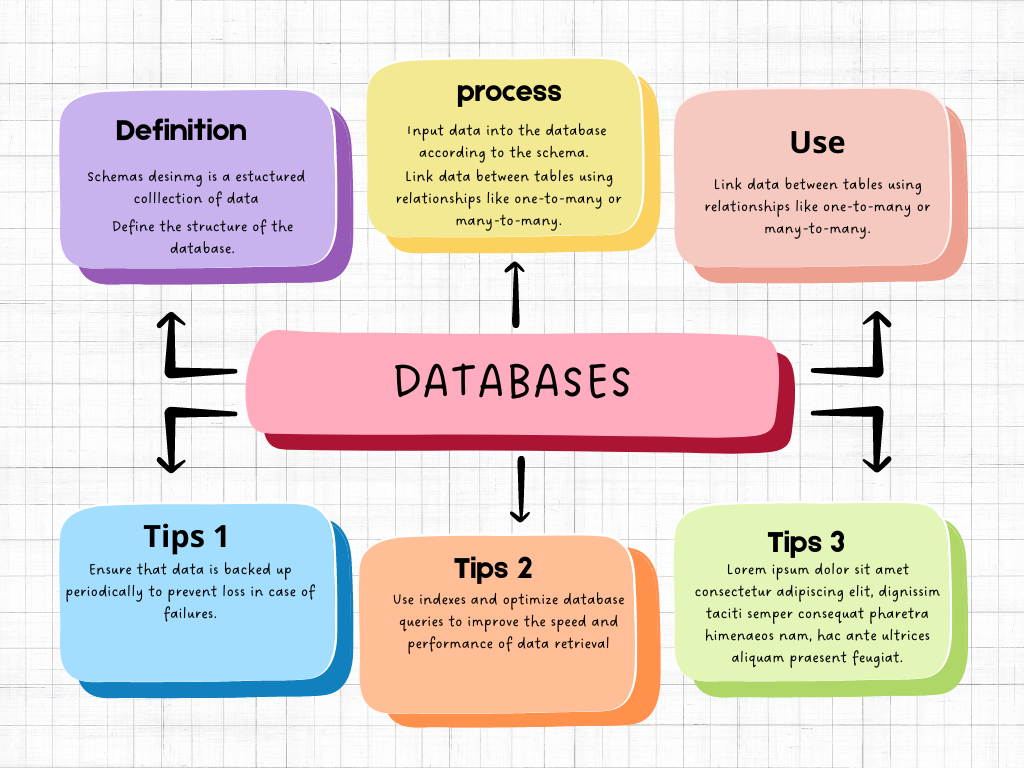 Definition
Schemas desinmg is a estuctured
colllection of data
Define the structure of the
database.
process
Input data into the database
according to the schema.
Link data between tables using
relationships like one-to-many or
many-to-many.
Use
Link data between tables using
relationships like one-to-many or
many-to-many.
DATABASES
Tips 1
Ensure that data is backed up
periodically to prevent loss in case of
failures.
Tips 2
Use indexes and optimize database
queries to improve the speed and
performance of data retrieval
Tips 3
Lorem ipsum dolor sit amet
consectetur adipiscing elit, dignissim
taciti semper consequat pharetra
himenaeos nam, hac ante ultrices
aliquam praesent feugiat.